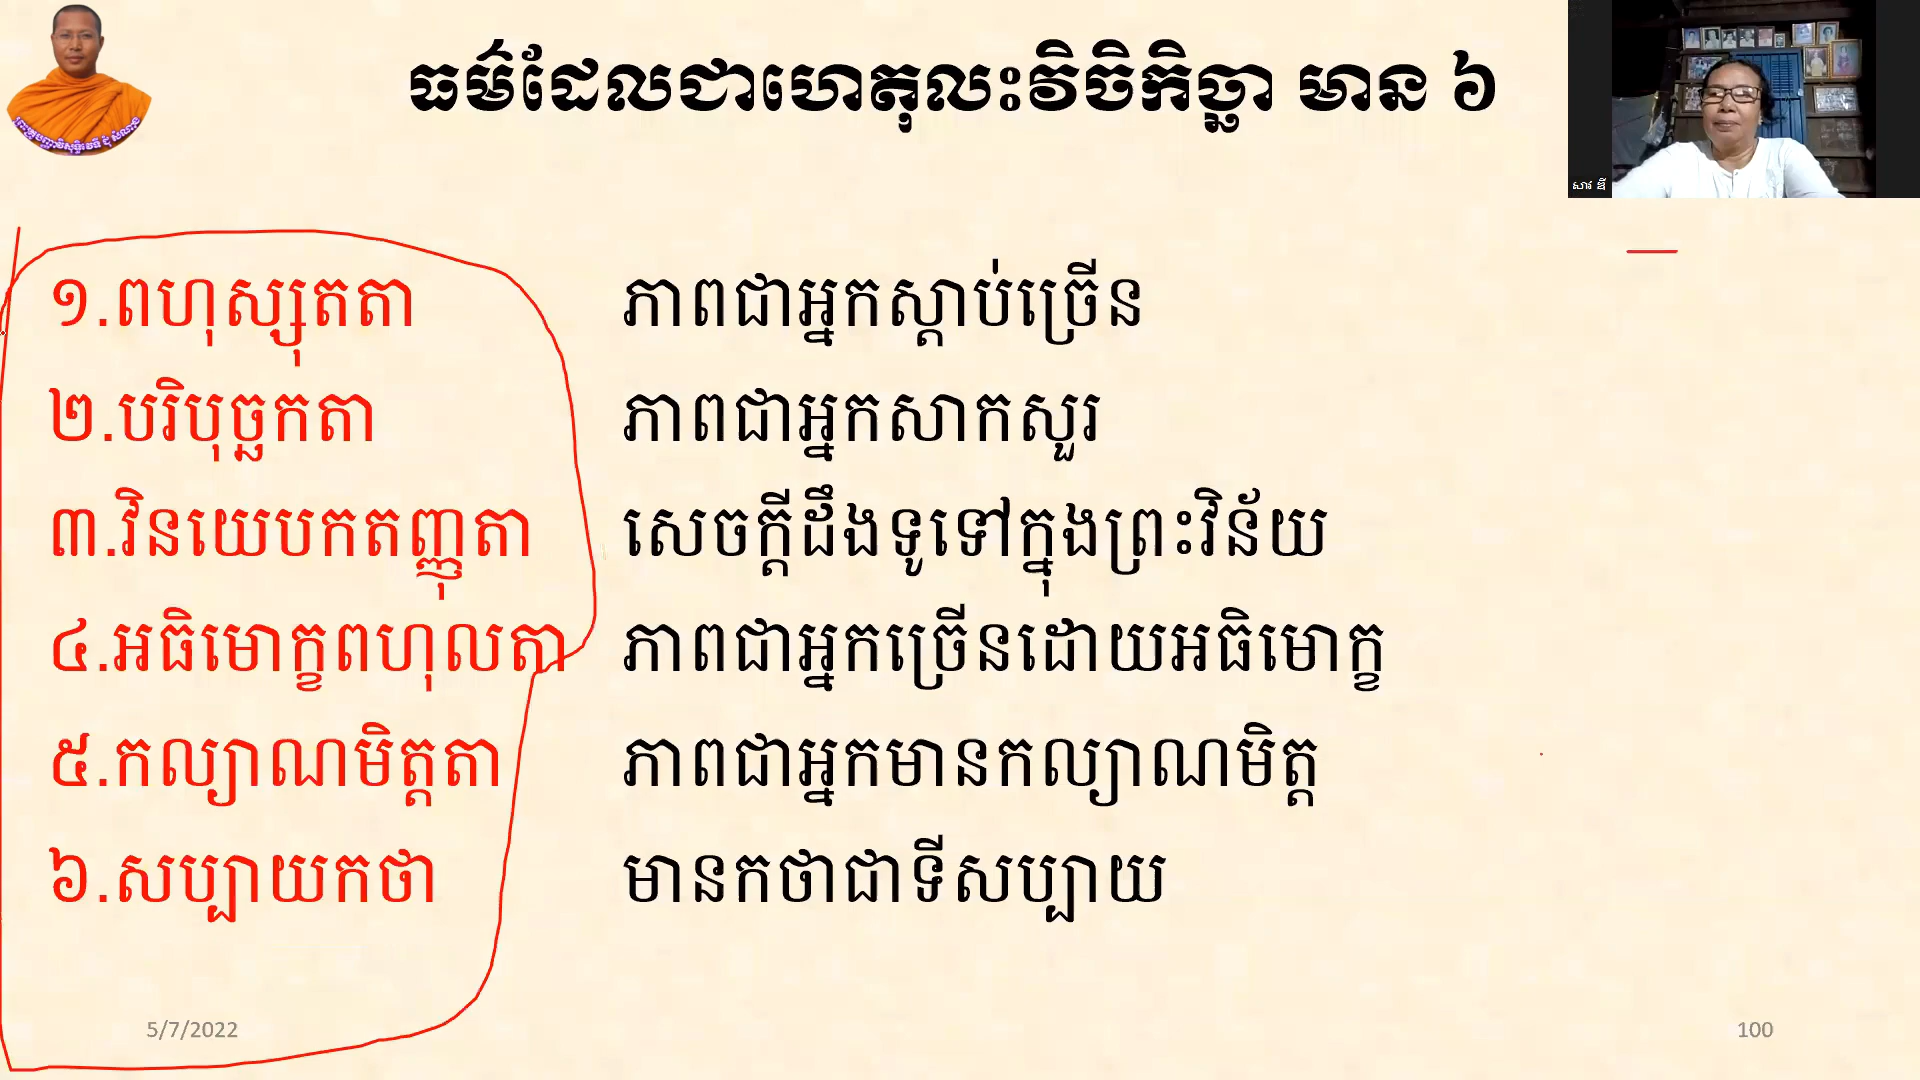 ធម៌ដែលជាហេតុលះវិចិកិច្ឆា មាន ៦
សាវ ឌី
១.ពហុស្សុតតា ភាពជាអ្នកស្តាប់ច្រើន
២.បរិបុច្ឆកតា ភាពជាអ្នកសាកសួរ
៣.វិនយេបកតញ្ញុតា សេចក្តីដឹងទូទៅក្នុងព្រះវិន័យ
៤.អធិមោក្ខពហុលតា ភាពជាអ្នកច្រើនដោយអធិមោក្ខ
៥.កល្យាណមិត្តតា ភាពជាអ្នកមានកល្យាណមិត្ត
៦.សប្បាយកថា មានកថាជាទីសប្បាយ
5/7/2022 100